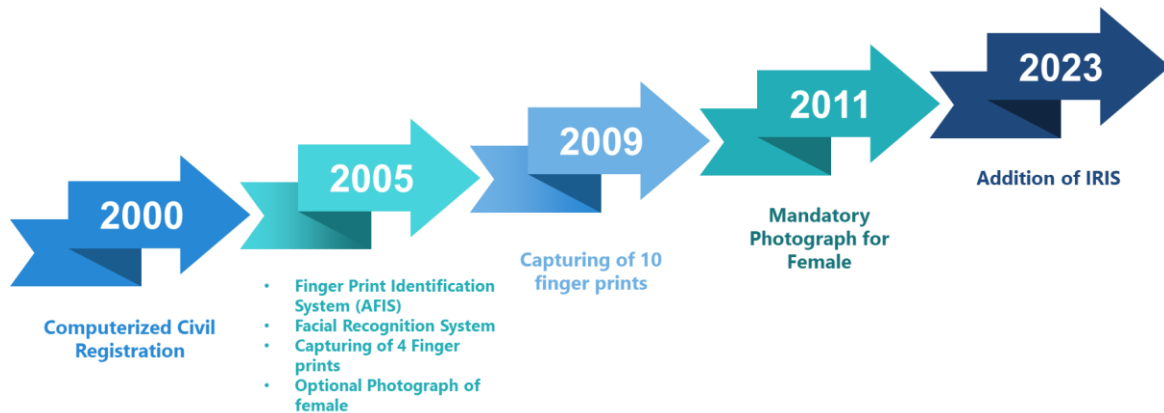 2000
Computerized Civil
Registration
2005
• Finger Print Identification
System (AFIS)
• Facial Recognition System
• Capturing of 4 Finger
prints
• Optional Photograph of
female
2009
Capturing of 10
finger prints
2011
Mandatory
Photograph for
Female
2023
Addition of IRIS